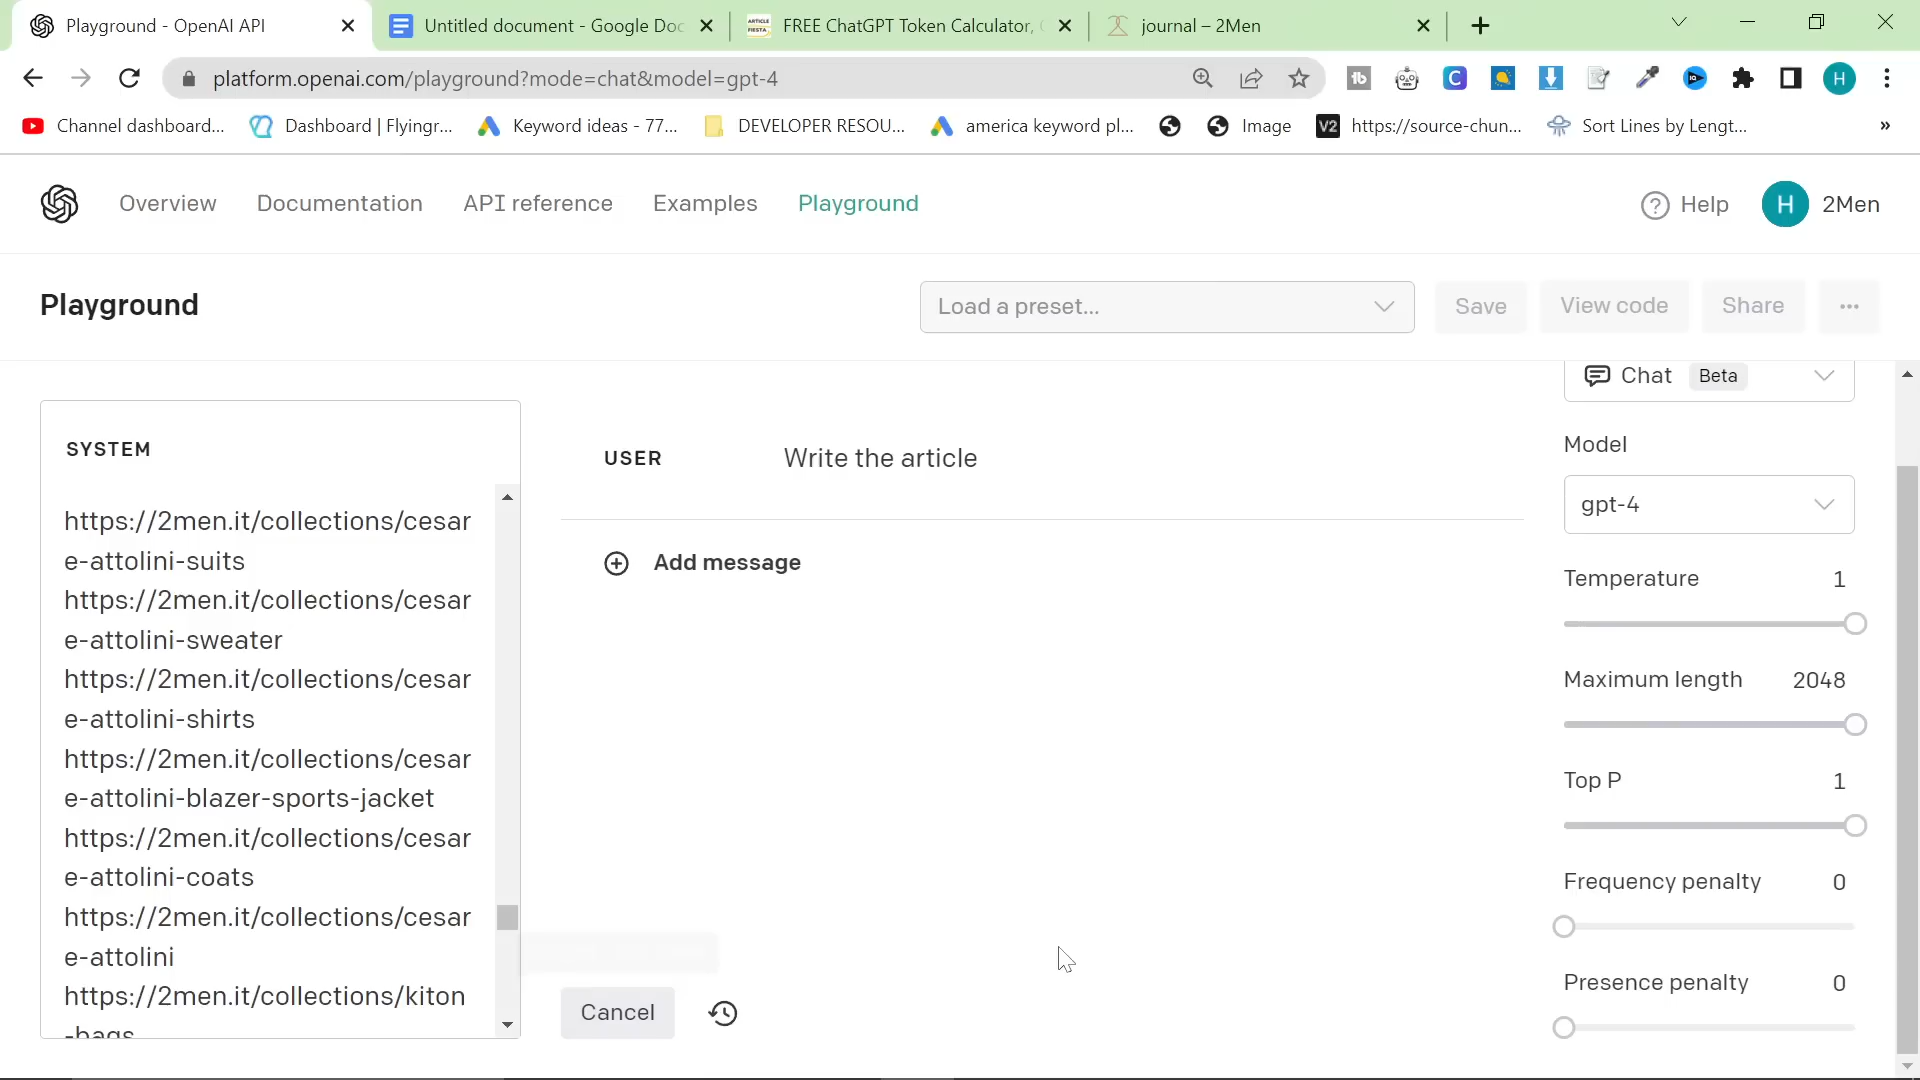 Playground - OpenAI API
Untitled document - Google Doc
ARTICLE FIESTA
FREE ChatGPT Token Calculator,
journal – 2Men
platform.openai.com/playground?mode=chat&model=gpt-4
tb
C
H
Channel dashboard...
Dashboard | Flyingr...
Keyword ideas - 77...
DEVELOPER RESOU...
america keyword pl...
Image
V2
https://source-chun...
Sort Lines by Lengt...
»
Overview
Documentation
API reference
Examples
Playground
? Help
H
2Men
Playground
Load a preset...
Save
View code
Share
...
SYSTEM
https://2men.it/collections/cesar
e-attolini-suits
https://2men.it/collections/cesar
e-attolini-sweater
https://2men.it/collections/cesar
e-attolini-shirts
https://2men.it/collections/cesar
e-attolini-blazer-sports-jacket
https://2men.it/collections/cesar
e-attolini-coats
https://2men.it/collections/cesar
e-attolini
https://2men.it/collections/kiton
-bags
USER
Write the article
Add message
Cancel
Chat
Beta
Model
gpt-4
Temperature
1
Maximum length
2048
Top P
1
Frequency penalty
0
Presence penalty
0